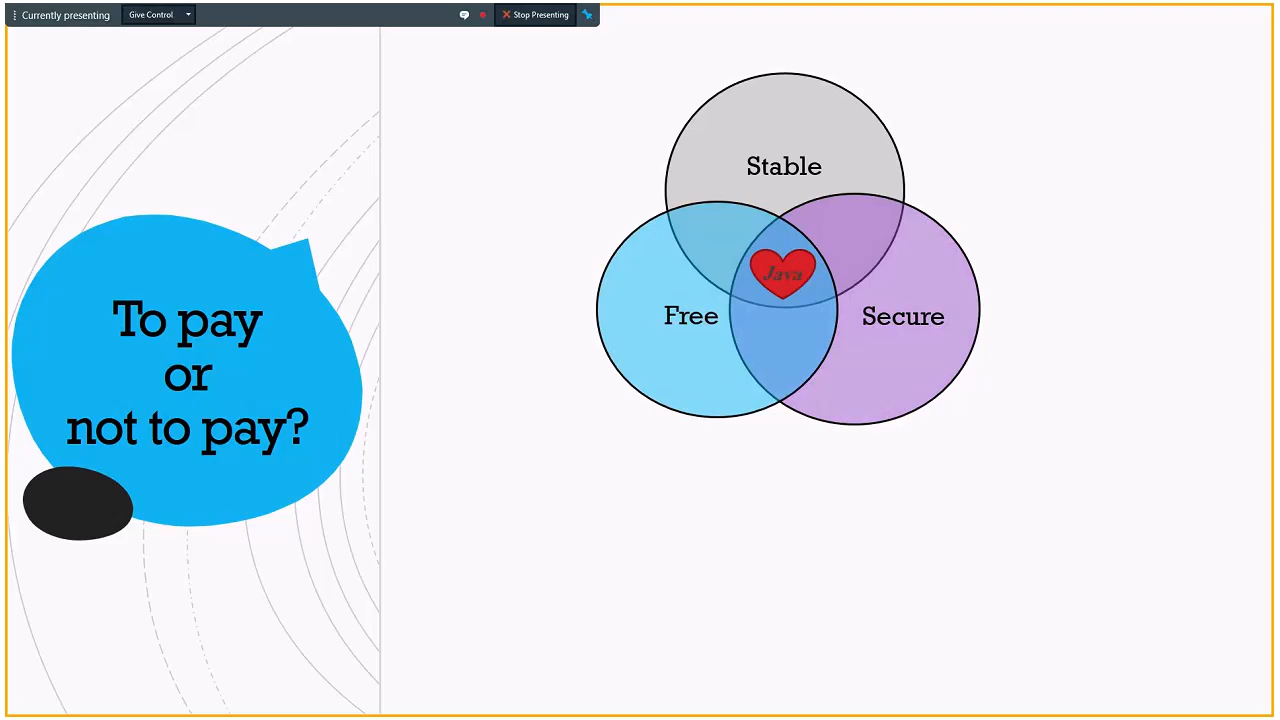 Currently presenting
Give Control
Stop Presenting
To pay
or
not to pay?
Stable
Java
Free
Secure